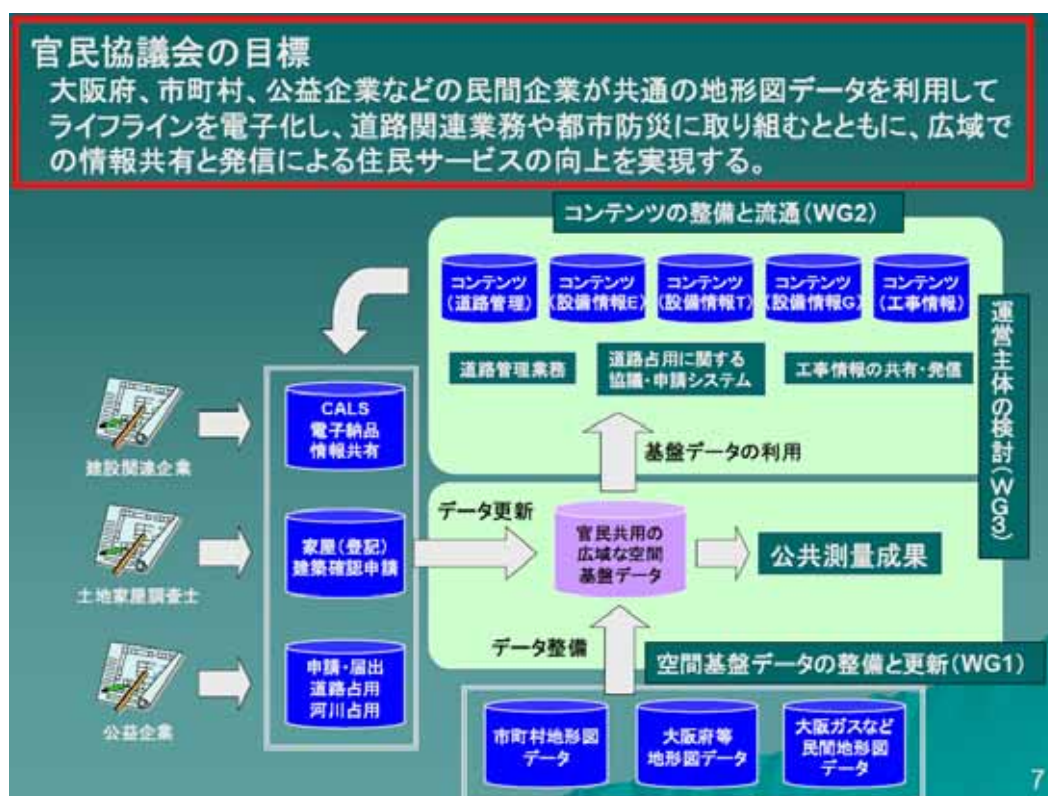 官民協議会の目標
大阪府、市町村、公益企業などの民間企業が共通の地形図データを利用して
ライフラインを電子化し、道路関連業務や都市防災に取り組むとともに、広域で
の情報共有と発信による住民サービスの向上を実現する。
コンテンツの整備と流通(WG2)
コンテンツ
(道路管理)
コンテンツ
(設備情報E)
コンテンツ
(設備情報T)
コンテンツ
(設備情報G)
コンテンツ
(工事情報)
運営主体の検討(WG3)
道路管理業務
道路占用に関する
協議・申請システム
工事情報の共有・発信
CALS
電子納品
情報共有
建設関連企業
基盤データの利用
データ更新
家屋(登記)
建築確認申請
官民共用の
広域な空間
基盤データ
公共測量成果
土地家屋調査士
データ整備
空間基盤データの整備と更新(WG1)
申請・届出
道路占用
河川占用
公益企業
市町村地形図
データ
大阪府等
地形図データ
大阪ガスなど
民間地形図
データ
7